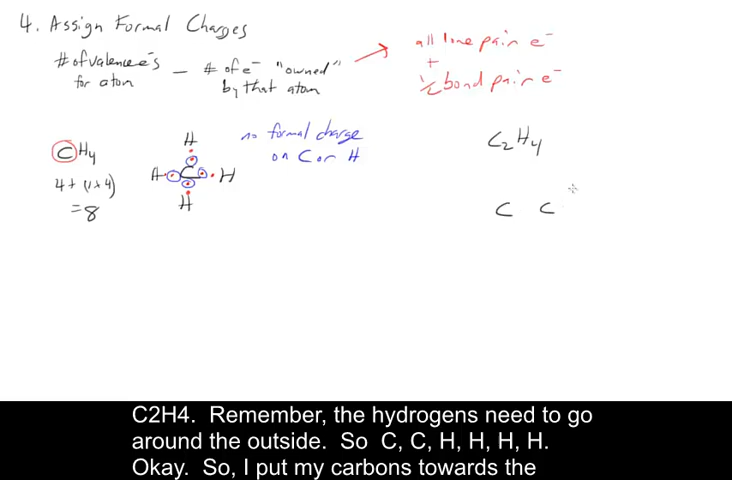 4. Assign Formal Charges
# of valence e⁻s for atom – # of e⁻ "owned" by that atom
all lone pair e⁻
+
1/2 bond pair e⁻
CH4
4 + (1x4)
= 8
H
H C H
H
no formal charge
on C or H
C2H4
C C
C2H4. Remember, the hydrogens need to go
around the outside. So C, C, H, H, H, H.
Okay. So, I put my carbons towards the